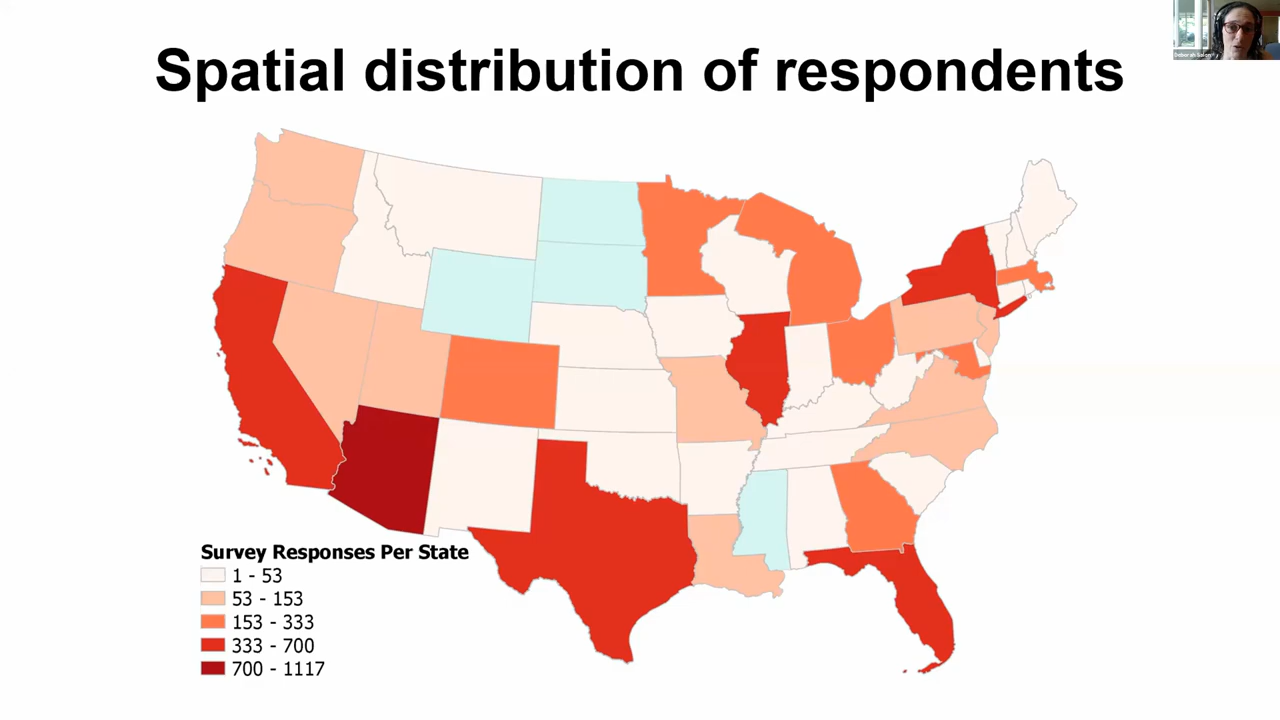 Spatial distribution of respondents
Survey Responses Per State
1 - 53
53 - 153
153 - 333
333 - 700
700 - 1117